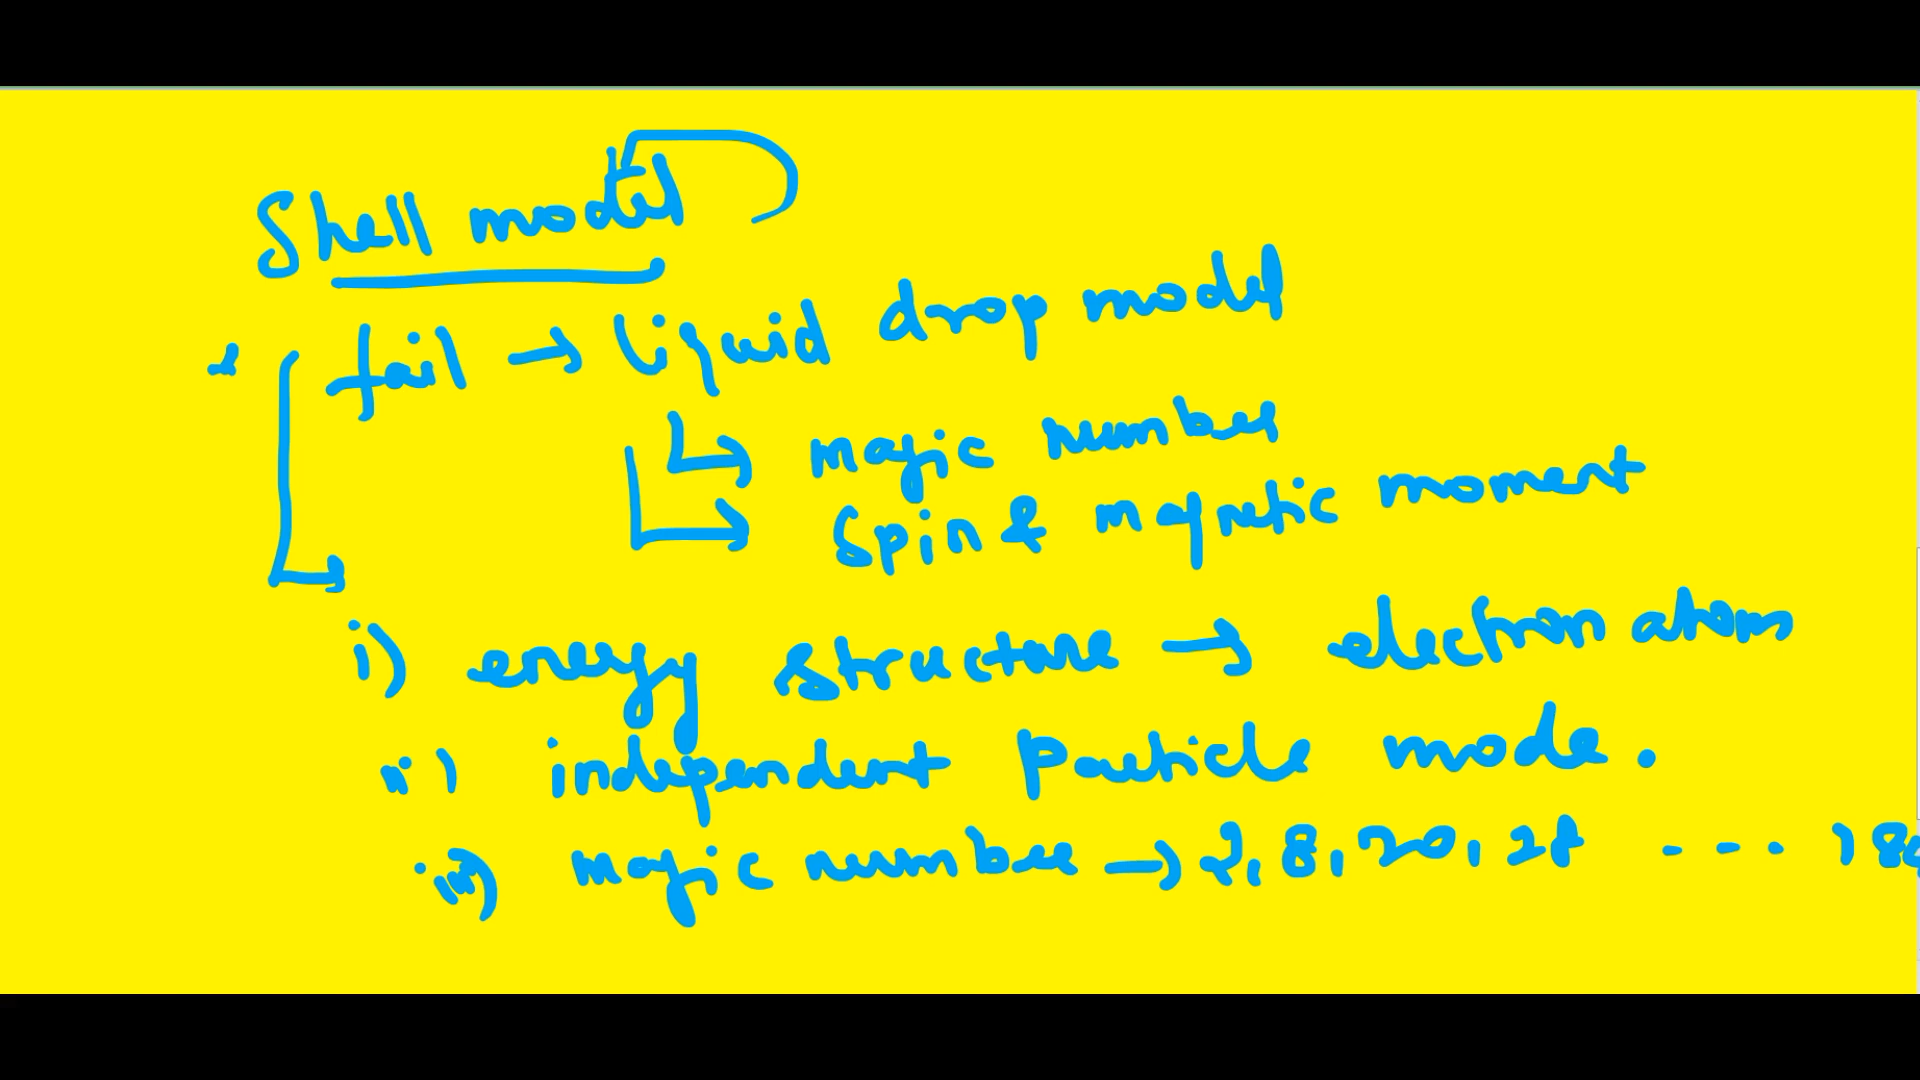 Shell model
fail → liquid drop model
magic number
Spin & magnetic moment
i) energy structure → electron atom
ii) independent particle mode.
iii) magic number → 2, 8, 20, 28 - - - 184